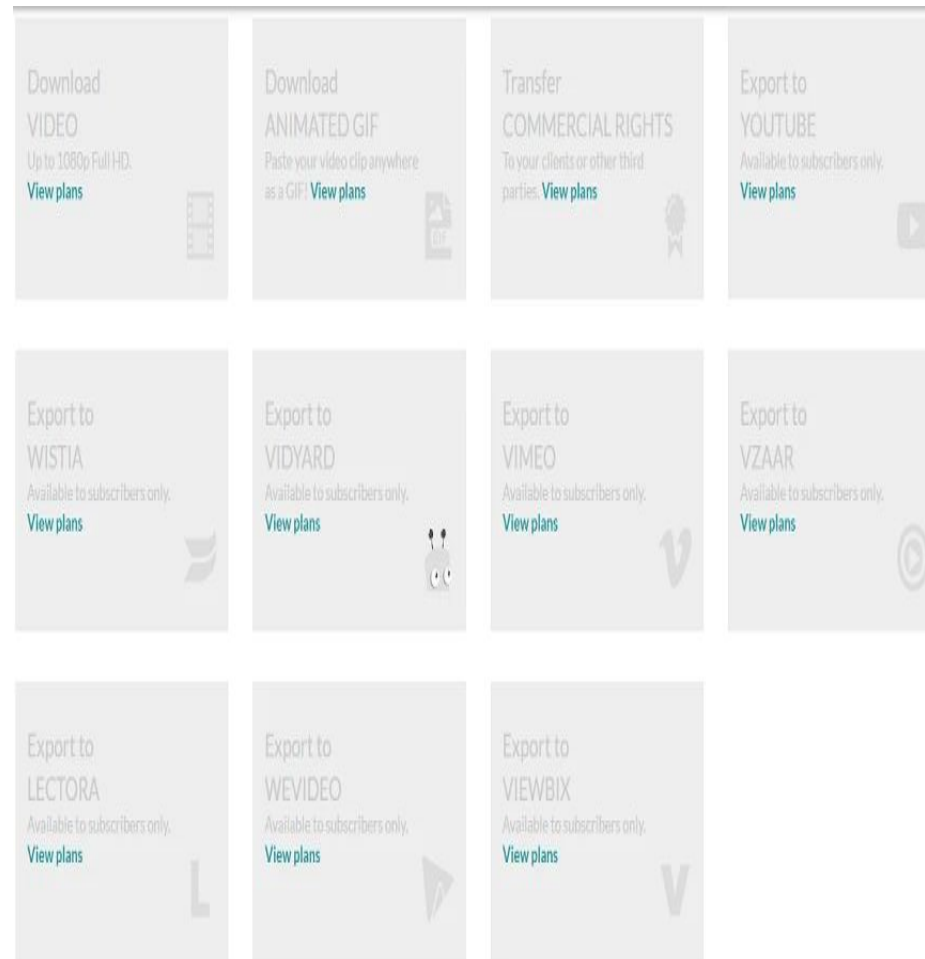 Download
VIDEO
Up to 1080p Full HD.
View plans
Download
ANIMATED GIF
Paste your video clip anywhere
as a GIF! View plans
GIF
Transfer
COMMERCIAL RIGHTS
To your clients or other third
parties. View plans
Export to
YOUTUBE
Available to subscribers only.
View plans
Export to
WISTIA
Available to subscribers only.
View plans
Export to
VIDYARD
Available to subscribers only.
View plans
Export to
VIMEO
Available to subscribers only.
View plans
V
Export to
VZAAR
Available to subscribers only.
View plans
Export to
LECTORA
Available to subscribers only.
View plans
L
Export to
WEVIDEO
Available to subscribers only.
View plans
Export to
VIEWBIX
Available to subscribers only.
View plans
V